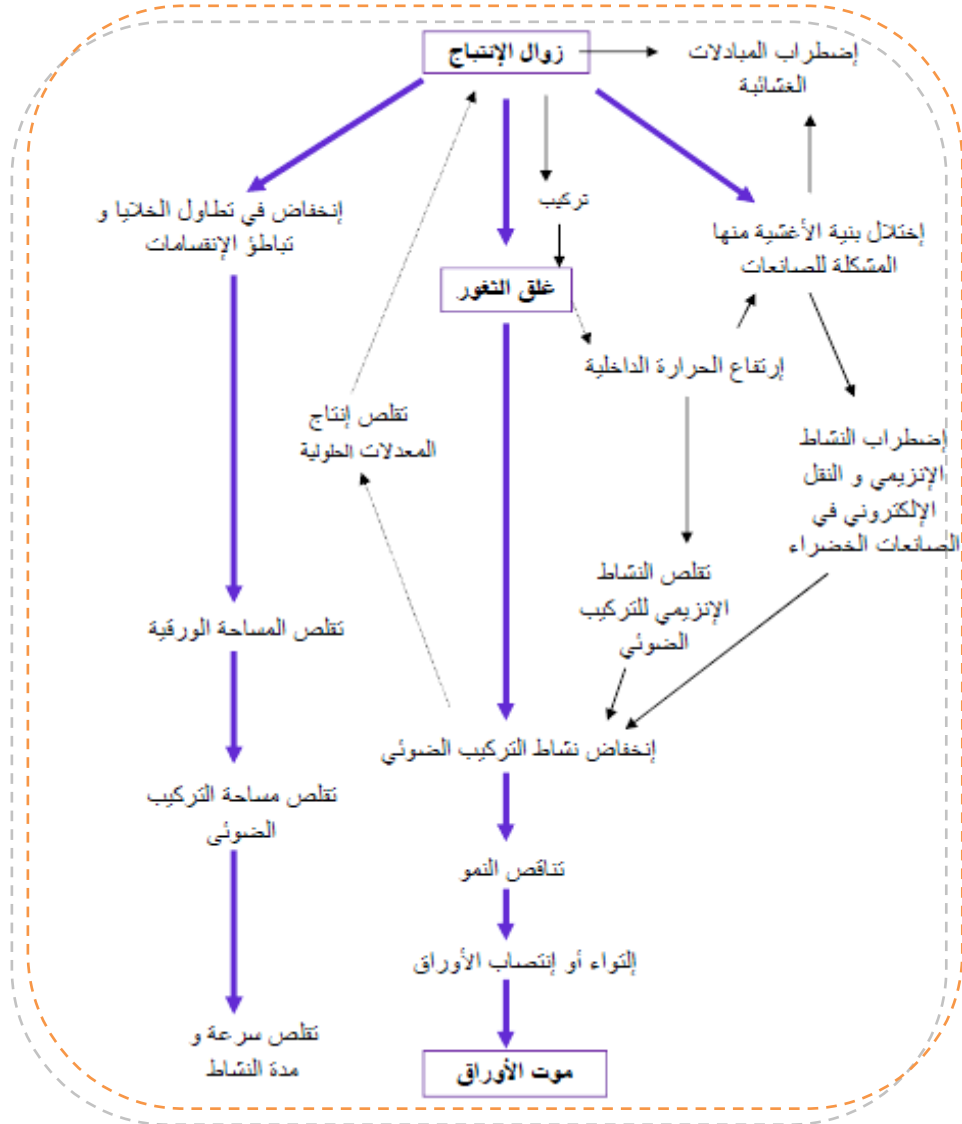 زوال الإنتباج
إضطراب المبادلات
الغشائية
إنخفاض في تطاول الخلايا و
تباطؤ الإنقسامات
تركيب
إختلال بنية الأغشية منها
المشكلة للصانعات
غلق الثغور
إرتفاع الحرارة الداخلية
تقلص إنتاج
المعدلات الحلولية
إضطراب النشاط
الإنزيمي و النقل
الإلكتروني في
الصانعات الخضراء
تقلص النشاط
الإنزيمي للتركيب
الضوئي
تقلص المساحة الورقية
إنخفاض نشاط التركيب الضوئي
تقلص مساحة التركيب
الضوئي
تناقص النمو
إلتواء أو إنتصاب الأوراق
تقلص سرعة و
مدة النشاط
موت الأوراق